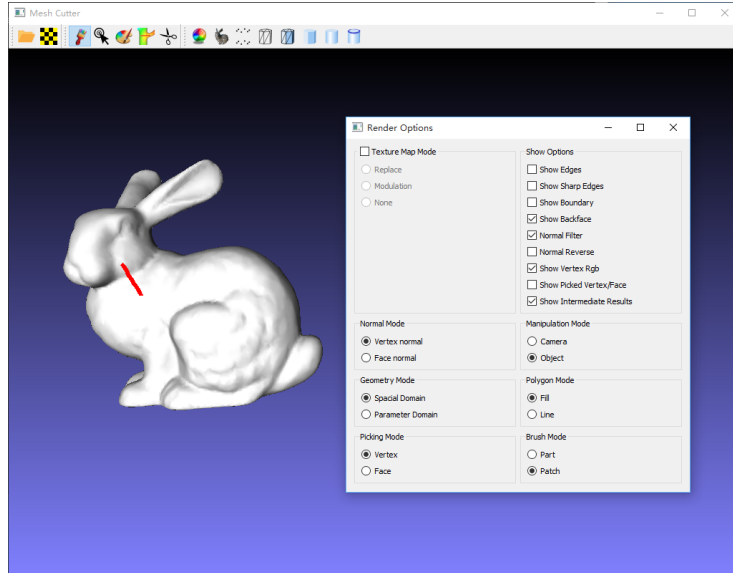 Mesh Cutter
Render Options
Texture Map Mode
Replace
Modulation
None
Show Options
Show Edges
Show Sharp Edges
Show Boundary
Show Backface
Normal Filter
Normal Reverse
Show Vertex Rgb
Show Picked Vertex/Face
Show Intermediate Results
Normal Mode
Vertex normal
Face normal
Manipulation Mode
Camera
Object
Geometry Mode
Spacial Domain
Parameter Domain
Polygon Mode
Fill
Line
Picking Mode
Vertex
Face
Brush Mode
Part
Patch